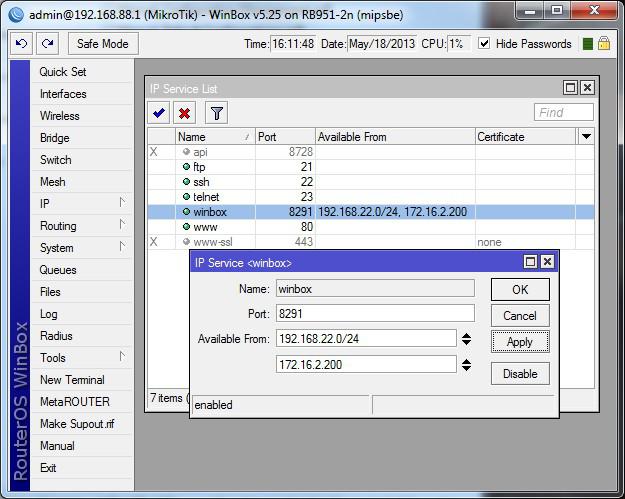 admin@192.168.88.1 (MikroTik) - WinBox v5.25 on RB951-2n (mipsbe)
Safe Mode Time: 16:11:48 Date: May/18/2013 CPU: 1% Hide Passwords
RouterOS WinBox
Quick Set
Interfaces
Wireless
Bridge
Switch
Mesh
IP
Routing
System
Queues
Files
Log
Radius
Tools
New Terminal
MetaROUTER
Make Supout.rif
Manual
Exit
IP Service List
Find
Name Port Available From Certificate
X api 8728
ftp 21
ssh 22
telnet 23
winbox 8291 192.168.22.0/24, 172.16.2.200
www 80
X www-ssl 443 none
7 items (
IP Service <winbox>
Name: winbox OK
Port: 8291 Cancel
Available From: 192.168.22.0/24 Apply
172.16.2.200 Disable
enabled